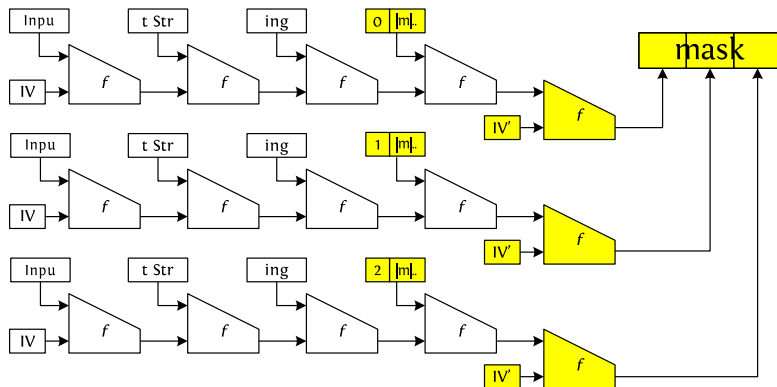 Inpu t Str ing 0 |m|..
mask
IV f f f f
IV' f
Inpu t Str ing 1 |m|..
IV f f f f
IV' f
Inpu t Str ing 2 |m|..
IV f f f f
IV' f